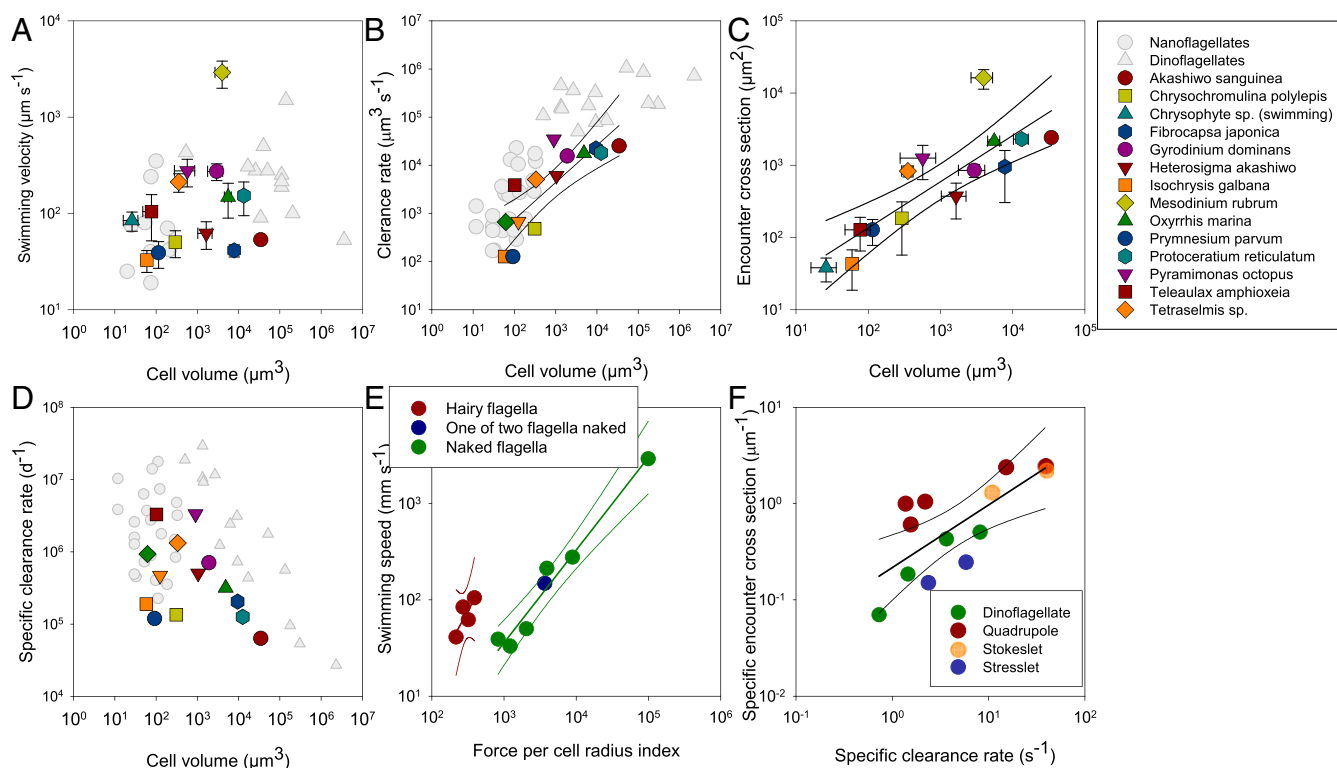 A
Swimming velocity (µm s⁻¹)
10⁴
10³
10²
10¹
10⁰ 10¹ 10² 10³ 10⁴ 10⁵ 10⁶ 10⁷
Cell volume (µm³)
B
Clerance rate (µm³ s⁻¹)
10⁷
10⁶
10⁵
10⁴
10³
10²
10¹
10⁰ 10¹ 10² 10³ 10⁴ 10⁵ 10⁶ 10⁷
Cell volume (µm³)
C
Encounter cross section (µm²)
10⁵
10⁴
10³
10²
10¹
10¹ 10² 10³ 10⁴ 10⁵
Cell volume (µm³)
Nanoflagellates
Dinoflagellates
Akashiwo sanguinea
Chrysochromulina polylepis
Chrysophyte sp. (swimming)
Fibrocapsa japonica
Gyrodinium dominans
Heterosigma akashiwo
Isochrysis galbana
Mesodinium rubrum
Oxyrrhis marina
Prymnesium parvum
Protoceratium reticulatum
Pyramimonas octopus
Teleaulax amphioxeia
Tetraselmis sp.
D
Specific clearance rate (d⁻¹)
10⁸
10⁷
10⁶
10⁵
10⁴
10⁰ 10¹ 10² 10³ 10⁴ 10⁵ 10⁶ 10⁷
Cell volume (µm³)
E
Hairy flagella
One of two flagella naked
Naked flagella
Swimming speed (mm s⁻¹)
10³
10²
10¹
10² 10³ 10⁴ 10⁵ 10⁶
Force per cell radius index
F
Specific encounter cross section (µm⁻¹)
10¹
10⁰
10⁻¹
10⁻²
10⁻¹ 10⁰ 10¹ 10²
Dinoflagellate
Quadrupole
Stokeslet
Stresslet
Specific clearance rate (s⁻¹)